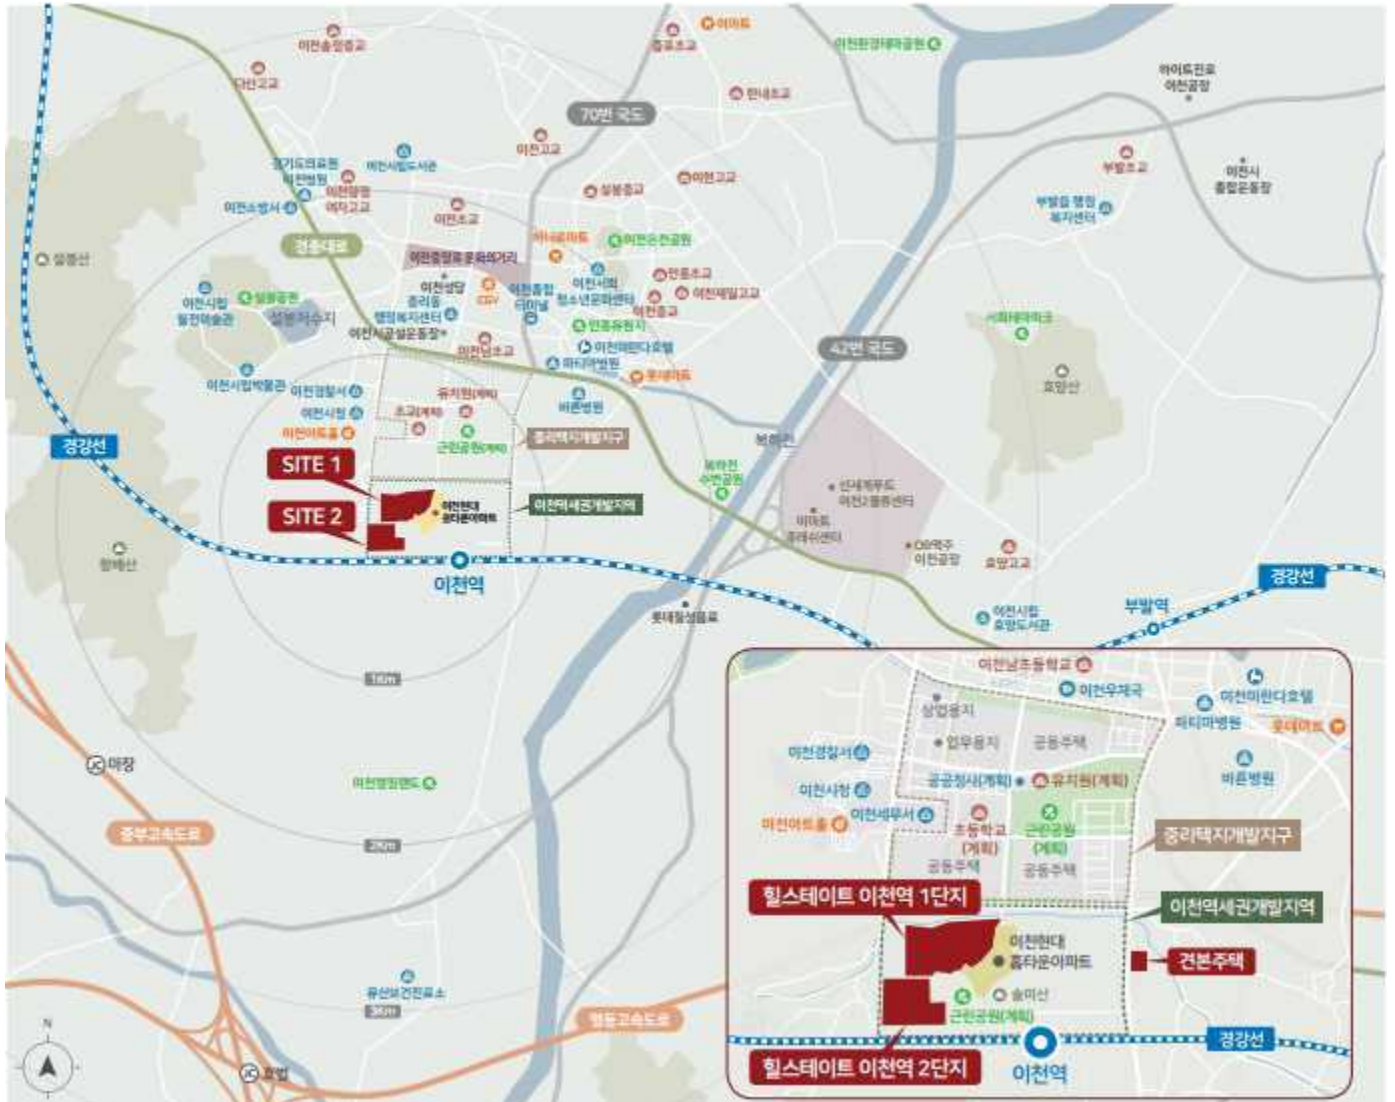 이마트
이천송정중교
증포초교
이천환경테마공원
하이트진로
이천공장
다산고교
한내초교
70번 국도
이천고교
경기도의료원
이천병원
이천시립도서관
이천양정
여자고교
이천소방서
이천초교
설봉중교
이현고교
부발초교
이천시
종합운동장
부발읍 행정
복지센터
경충대로
설봉산
이천중앙로 문화의거리
하나로마트
이천온천공원
이천시립
월전미술관
설봉공원
설봉저수지
이천성당
중리동
행정복지센터
이천시공설운동장
CGV
이천종합
터미널
이천서희
청소년문화센터
안흥초교
이천제일고교
이천중교
안흥유원지
이천미란다호텔
파티마병원
이천남초교
롯데마트
바른병원
42번 국도
서희테마파크
효양산
이천시립박물관
이천경찰서
이천시청
이천아트홀
유치원(계획)
초교(계획)
근린공원(계획)
중리택지개발지구
경강선
SITE 1
SITE 2
이천현대
홈타운아파트
이천역세권개발지역
이천역
복하천
복하천
수변공원
신세계푸드
이천2물류센터
이마트
후레쉬센터
OB맥주
이천공장
효양고교
롯데칠성음료
이천시립
효양도서관
부발역
경강선
1Km
2Km
3Km
마장
중부고속도로
유산보건진료소
영동고속도로
호법
N
이천남초등학교
이천우체국
이천미란다호텔
파티마병원
롯데마트
바른병원
상업용지
업무용지
공동주택
이천경찰서
이천시청
이천아트홀
이천세무서
공공청사(계획)
유치원(계획)
초등학교
(계획)
근린공원
(계획)
공동주택
공동주택
중리택지개발지구
힐스테이트 이천역 1단지
이천역세권개발지역
이천현대
홈타운아파트
견본주택
솔미산
근린공원(계획)
힐스테이트 이천역 2단지
이천역
경강선